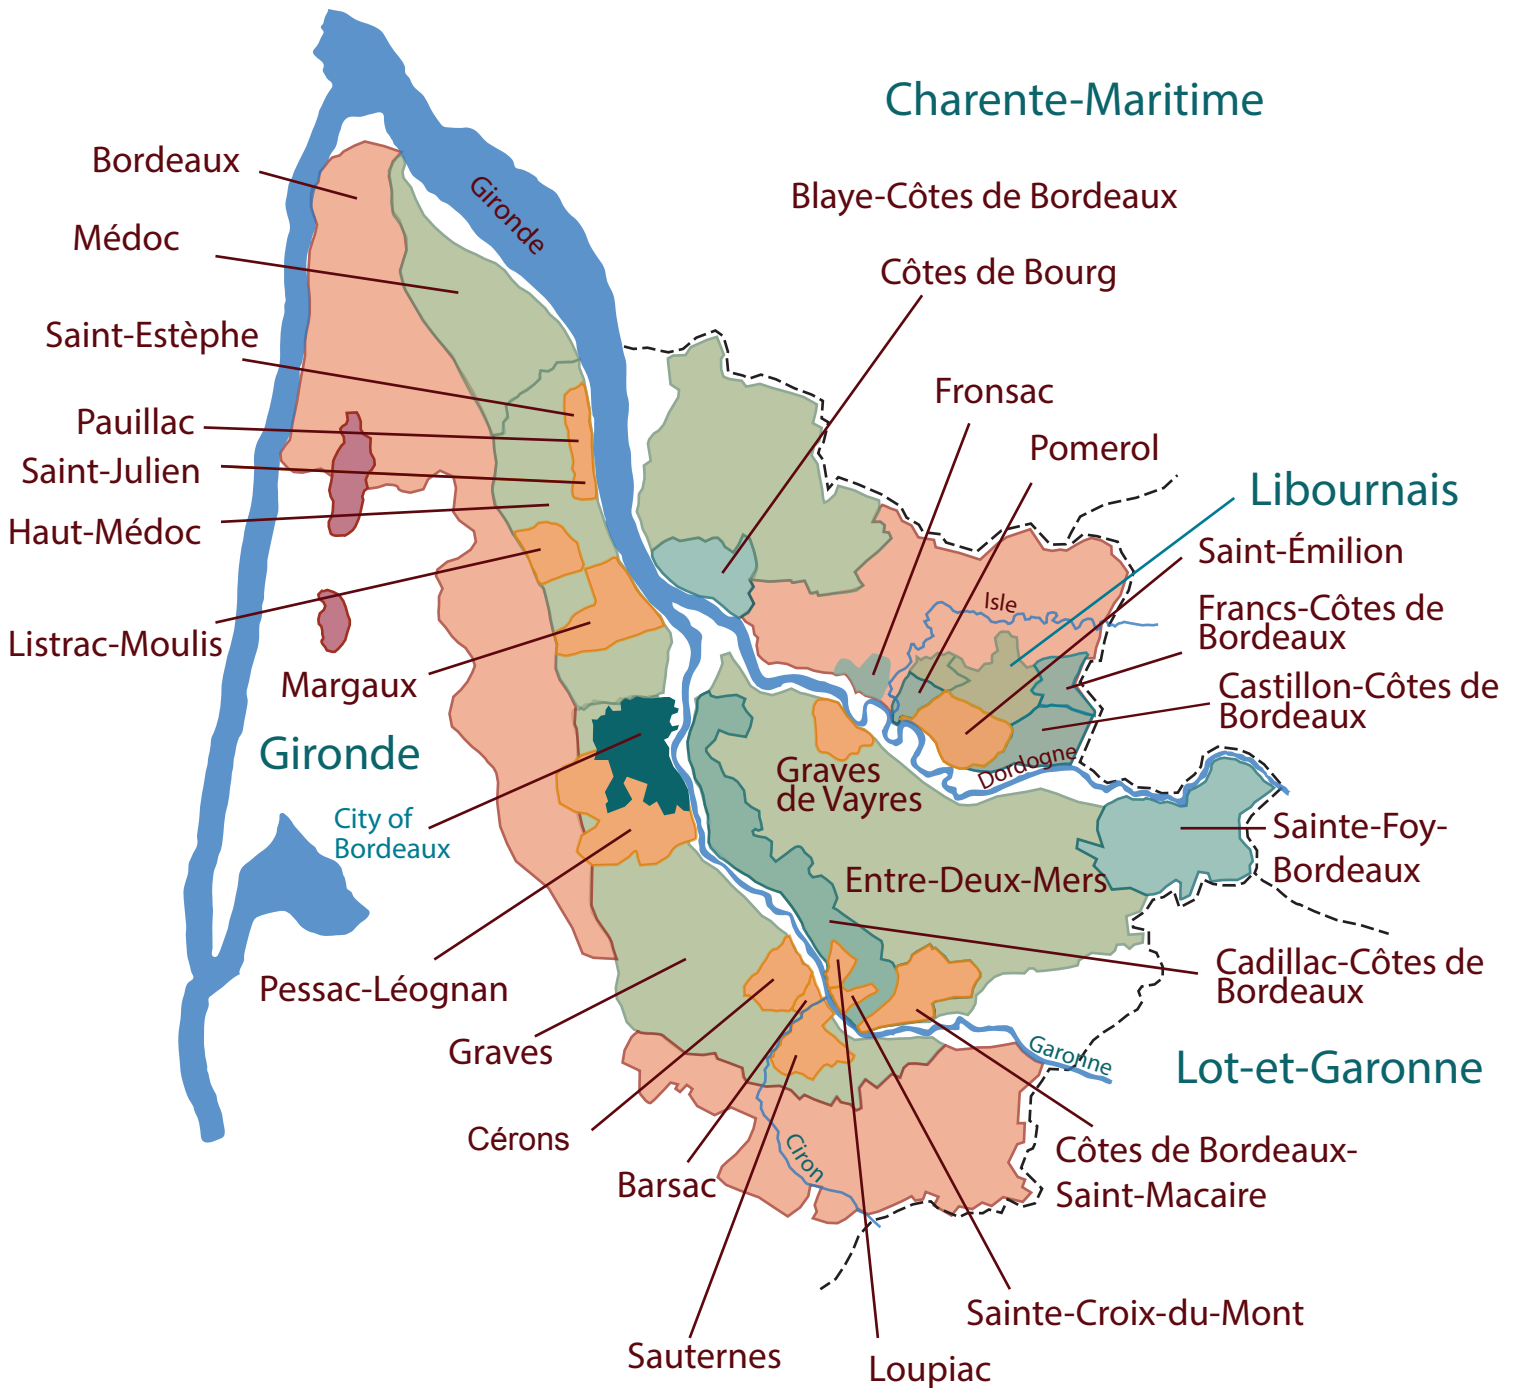 Charente-Maritime
Bordeaux
Blaye-Côtes de Bordeaux
Gironde
Médoc
Côtes de Bourg
Saint-Estèphe
Fronsac
Pauillac
Pomerol
Saint-Julien
Libournais
Haut-Médoc
Saint-Émilion
Isle
Francs-Côtes de
Bordeaux
Listrac-Moulis
Margaux
Castillon-Côtes de
Bordeaux
Gironde
Dordogne
Graves
de Vayres
City of
Bordeaux
Sainte-Foy-
Bordeaux
Entre-Deux-Mers
Cadillac-Côtes de
Bordeaux
Pessac-Léognan
Graves
Garonne
Lot-et-Garonne
Cérons
Ciron
Côtes de Bordeaux-
Saint-Macaire
Barsac
Sainte-Croix-du-Mont
Sauternes
Loupiac